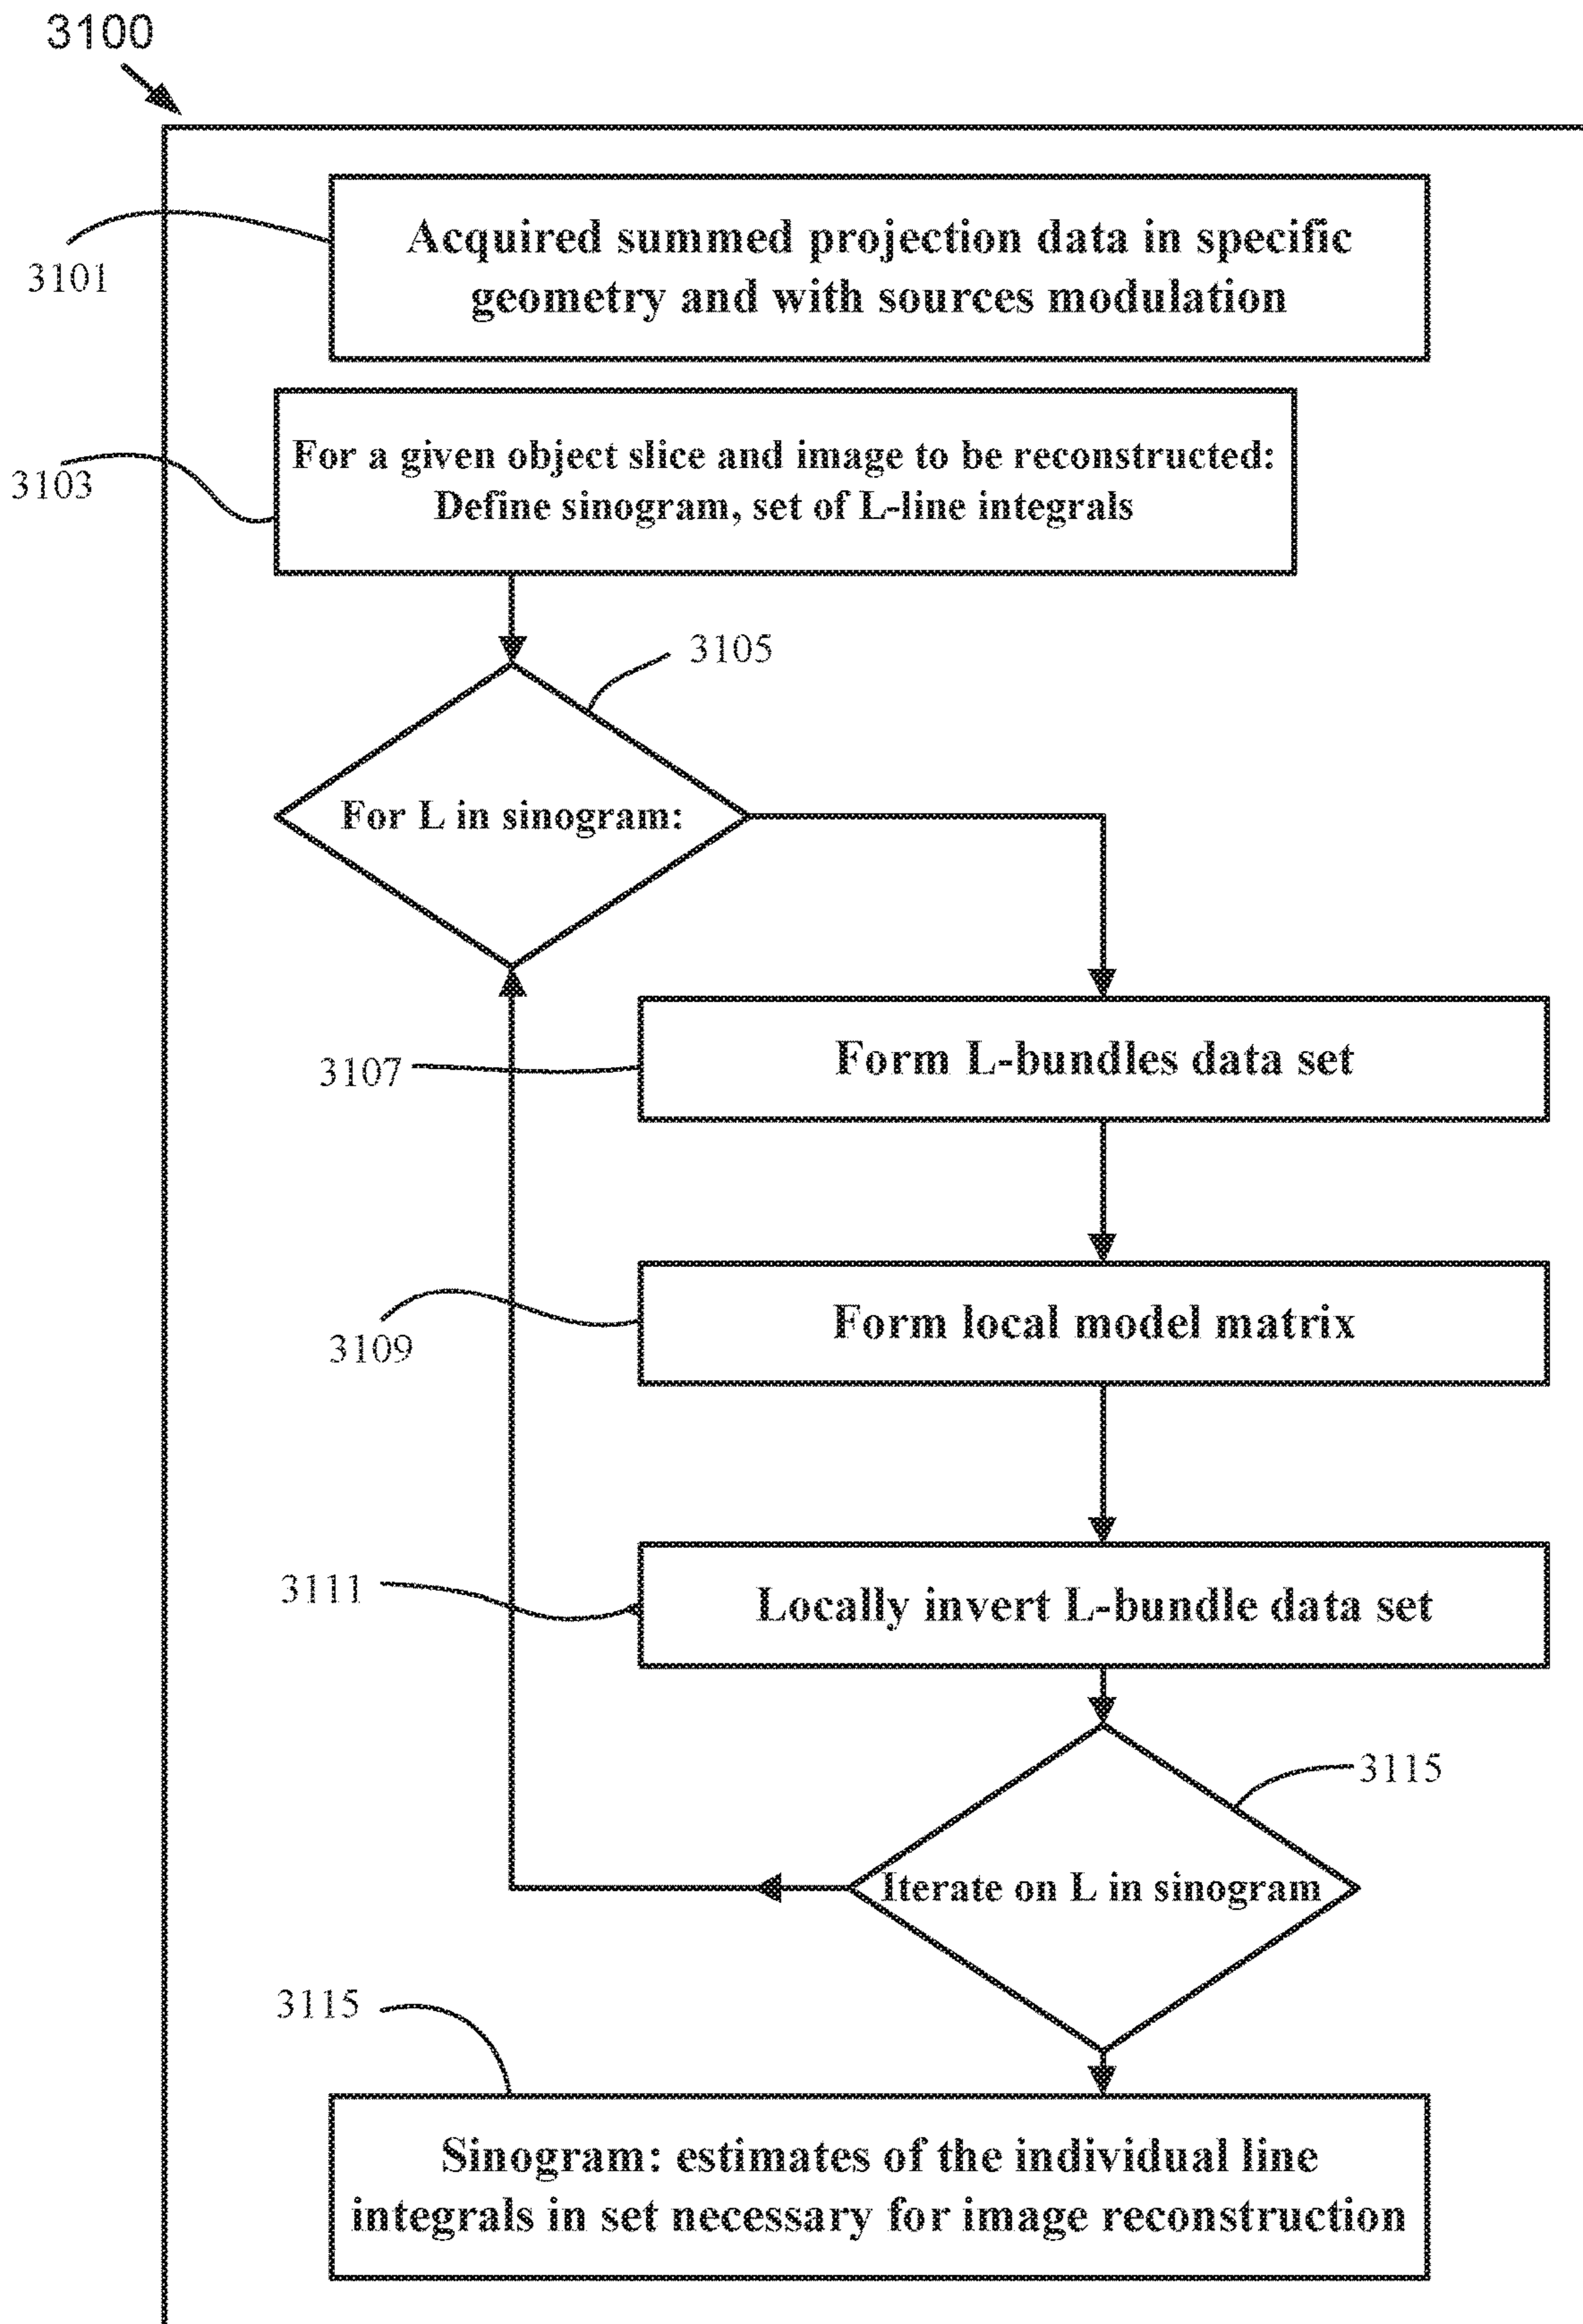 3100
Acquired summed projection data in specific
geometry and with sources modulation
3101
For a given object slice and image to be reconstructed:
Define sinogram, set of L-line integrals
3103
3105
For L in sinogram:
Form L-bundles data set
3107
Form local model matrix
3109
Locally invert L-bundle data set
3111
3115
Iterate on L in sinogram
3115
Sinogram: estimates of the individual line
integrals in set necessary for image reconstruction